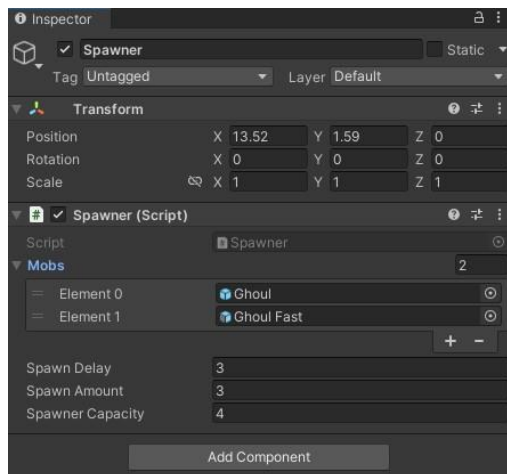 Inspector
Spawner Static
Tag Untagged Layer Default
Transform
Position X 13.52 Y 1.59 Z 0
Rotation X 0 Y 0 Z 0
Scale X 1 Y 1 Z 1
# Spawner (Script)
Script Spawner
Mobs 2
Element 0 Ghoul
Element 1 Ghoul Fast
+ -
Spawn Delay 3
Spawn Amount 3
Spawner Capacity 4
Add Component